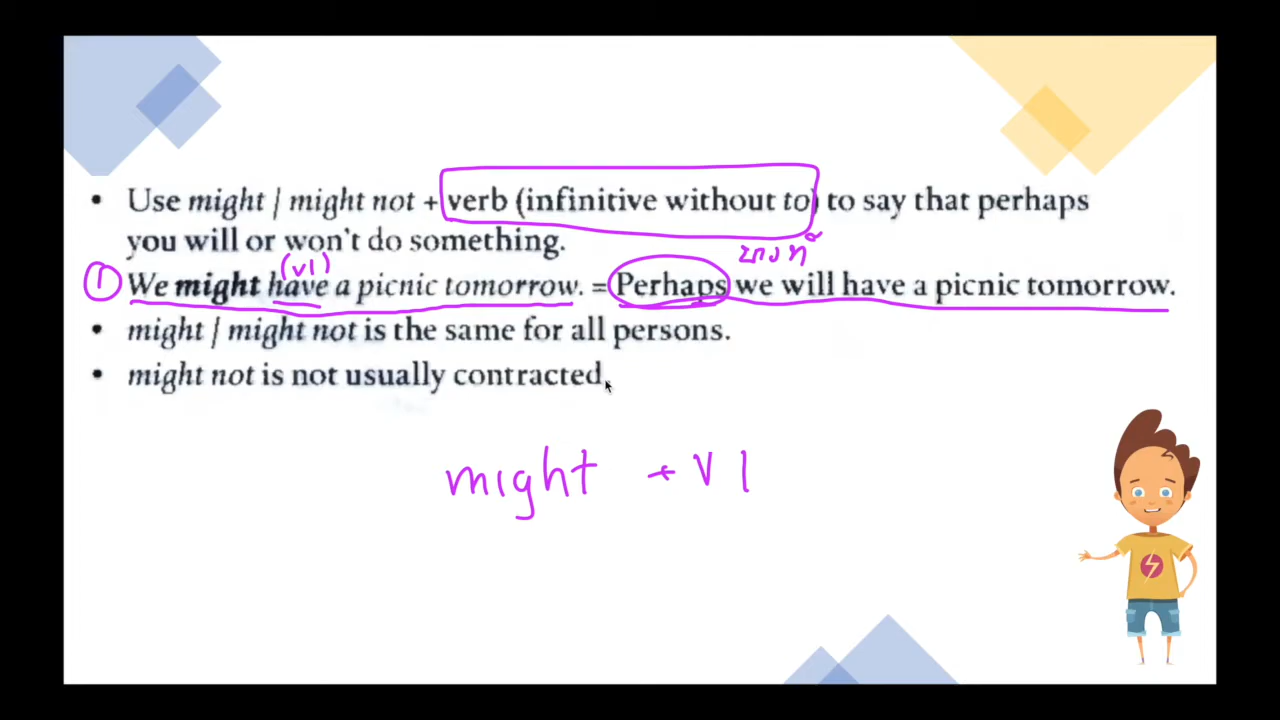 • Use might / might not + verb (infinitive without to) to say that perhaps
you will or won't do something.
(v1)
① We might have a picnic tomorrow. = Perhaps we will have a picnic tomorrow.
• might / might not is the same for all persons.
• might not is not usually contracted.
might + v1